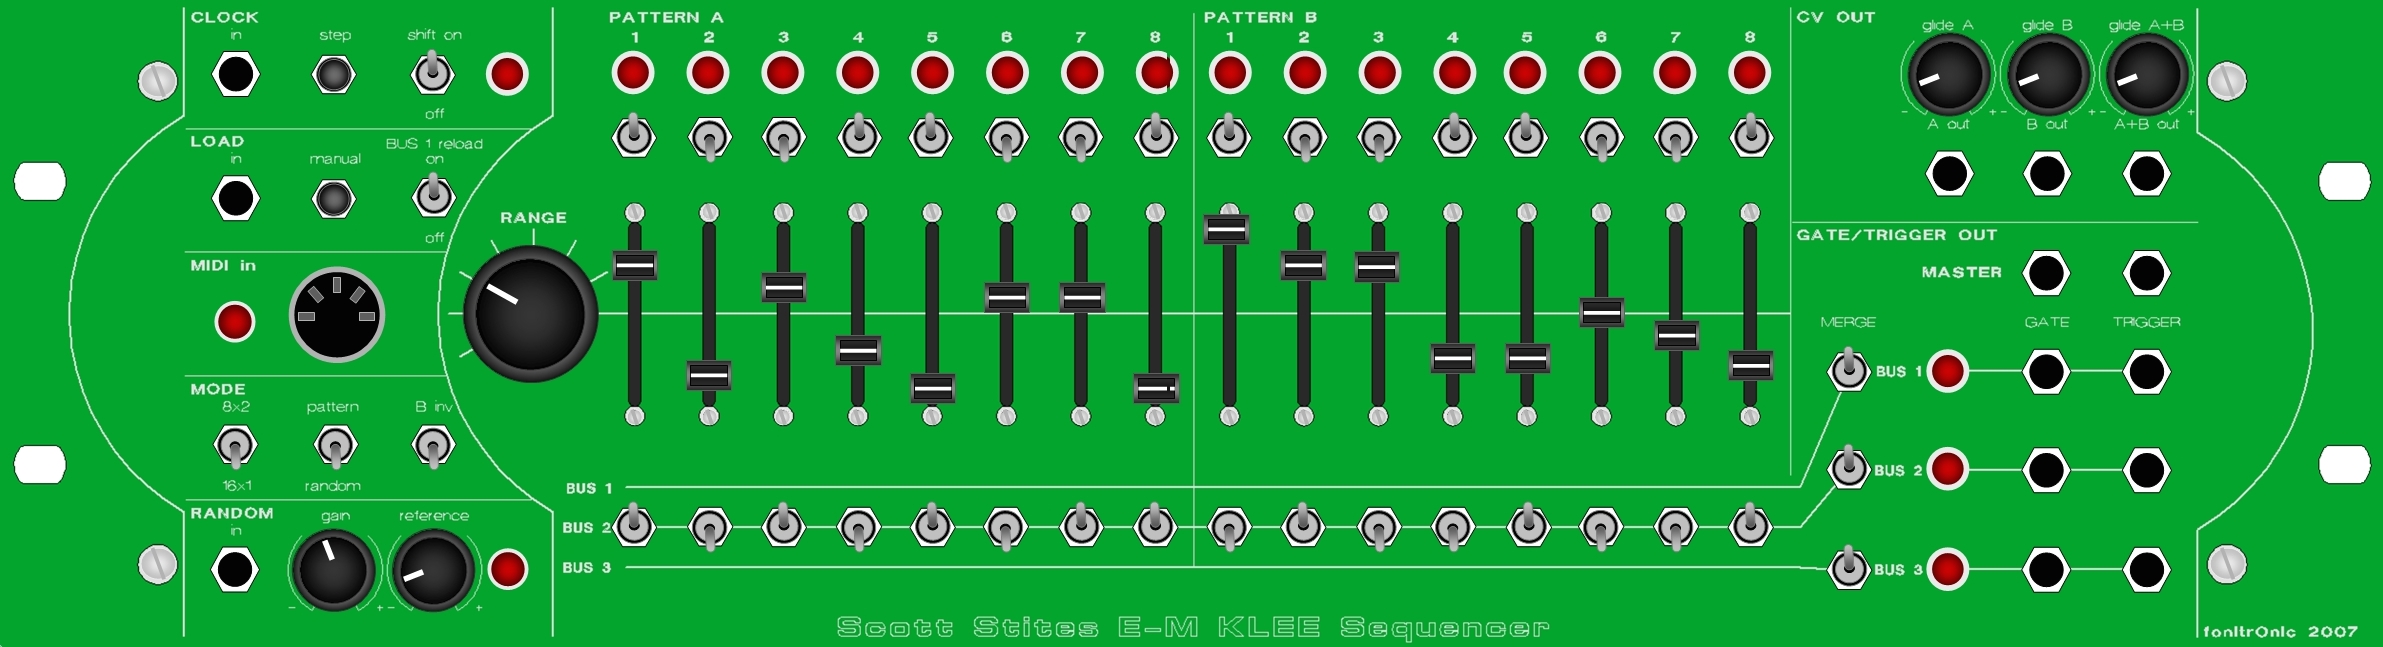 CLOCK
in step shift on
off
LOAD
in manual BUS 1 reload
on
off
MIDI in
MODE
8x2 pattern B inv
16x1 random
RANDOM
in gain reference
- + - +
RANGE
PATTERN A
1 2 3 4 5 6 7 8
PATTERN B
1 2 3 4 5 6 7 8
BUS 1
BUS 2
BUS 3
CV OUT
glide A glide B glide A+B
- + - + - +
A out B out A+B out
GATE/TRIGGER OUT
MASTER
MERGE GATE TRIGGER
BUS 1
BUS 2
BUS 3
Scott Stites E-M KLEE Sequencer
fonitrOnic 2007